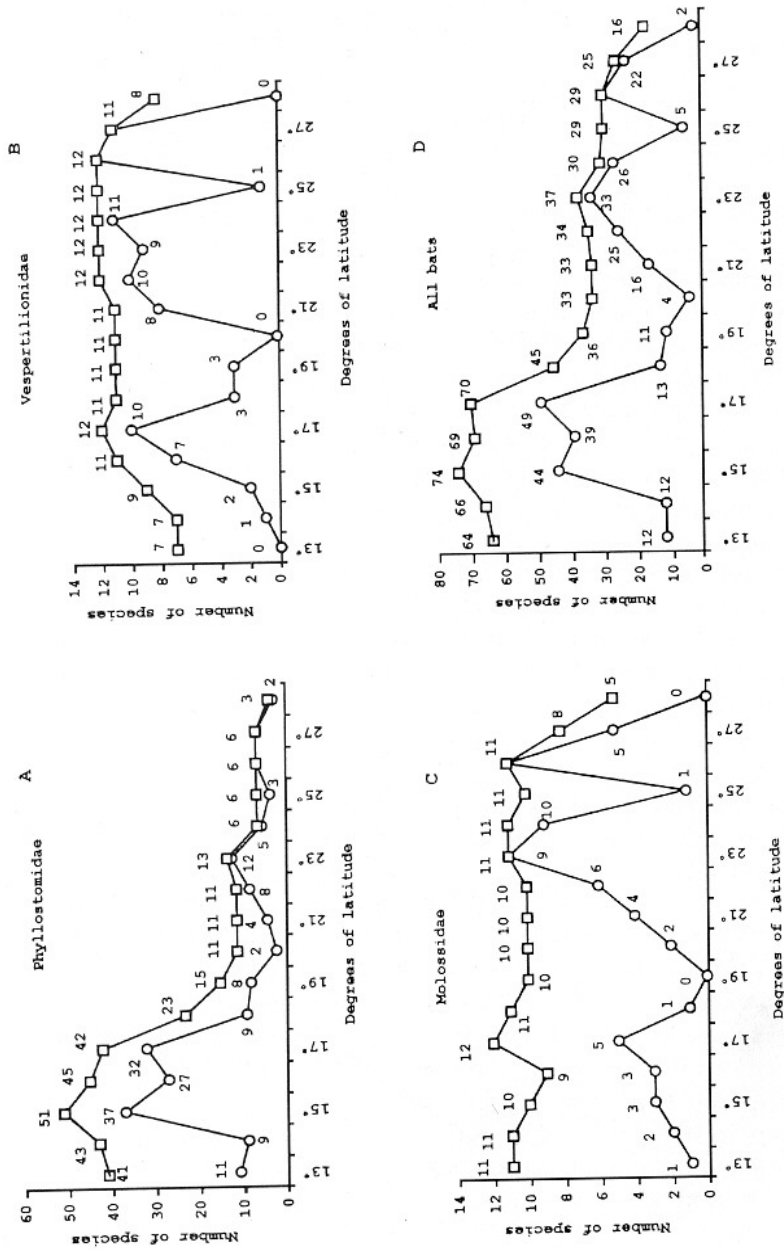 A
Phyllostomidae
Number of species
60
50
40
30
20
10
0
41 43 51 45 42 23 15 11 11 11 13 6 6 6 6 3
11 9 37 27 32 9 8 2 4 8 12 5 3 2
13° 15° 17° 19° 21° 23° 25° 27°
Degrees of latitude
B
Vespertilionidae
Number of species
14
12
10
8
6
4
2
0
7 7 9 11 12 11 11 11 11 12 12 12 12 12 11 8
0 1 2 7 10 3 3 0 8 10 9 11 1 0
13° 15° 17° 19° 21° 23° 25° 27°
Degrees of latitude
C
Molossidae
Number of species
14
12
10
8
6
4
2
0
11 11 10 9 12 11 10 10 10 10 11 11 11 11 8 5
1 2 3 3 5 1 0 2 4 6 9 10 1 5 0
13° 15° 17° 19° 21° 23° 25° 27°
Degrees of latitude
D
All bats
Number of species
80
70
60
50
40
30
20
10
0
64 66 74 69 70 45 36 33 33 34 37 30 29 29 25 16
12 12 44 39 49 13 11 4 16 25 33 26 5 22 2
13° 15° 17° 19° 21° 23° 25° 27°
Degrees of latitude